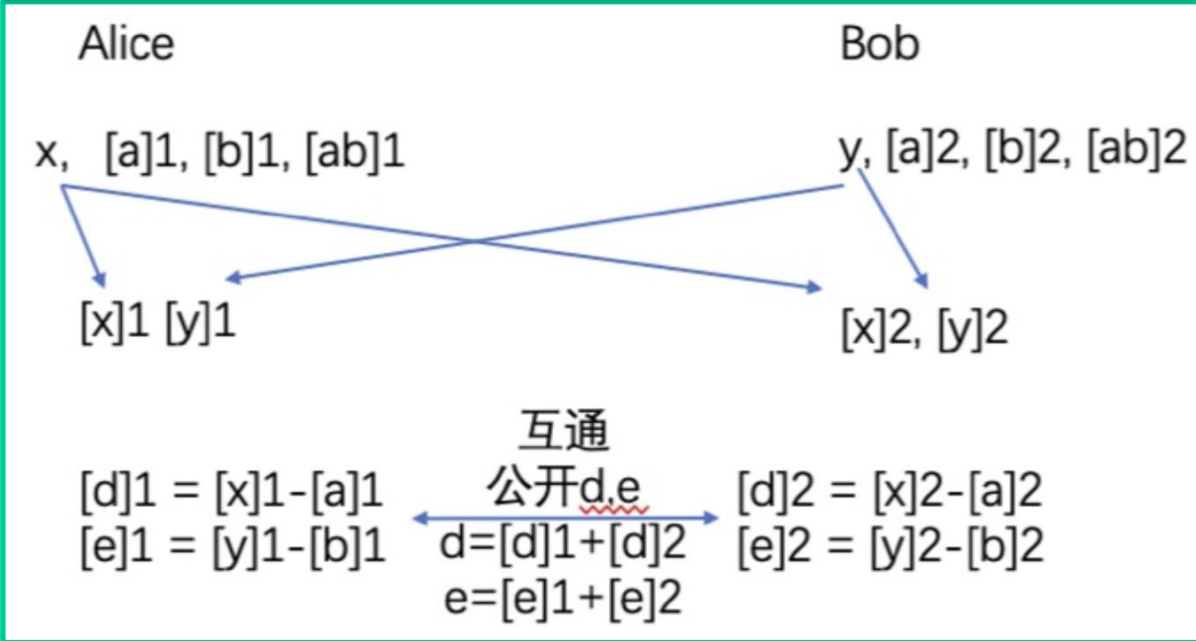 Alice Bob
x, [a]1, [b]1, [ab]1 y, [a]2, [b]2, [ab]2
[x]1 [y]1 [x]2, [y]2
互通
[d]1 = [x]1-[a]1 公开d,e [d]2 = [x]2-[a]2
[e]1 = [y]1-[b]1 d=[d]1+[d]2 [e]2 = [y]2-[b]2
e=[e]1+[e]2